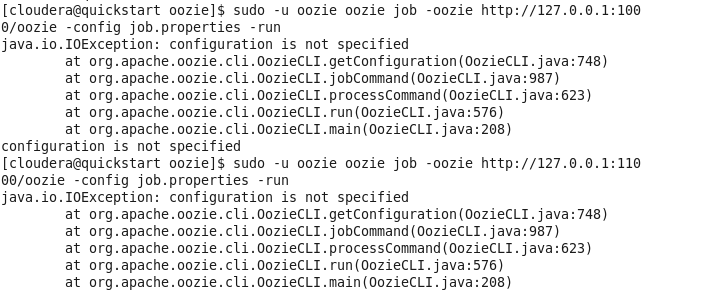 [cloudera@quickstart oozie]$ sudo -u oozie oozie job -oozie http://127.0.0.1:100
0/oozie -config job.properties -run
java.io.IOException: configuration is not specified
        at org.apache.oozie.cli.OozieCLI.getConfiguration(OozieCLI.java:748)
        at org.apache.oozie.cli.OozieCLI.jobCommand(OozieCLI.java:987)
        at org.apache.oozie.cli.OozieCLI.processCommand(OozieCLI.java:623)
        at org.apache.oozie.cli.OozieCLI.run(OozieCLI.java:576)
        at org.apache.oozie.cli.OozieCLI.main(OozieCLI.java:208)
configuration is not specified
[cloudera@quickstart oozie]$ sudo -u oozie oozie job -oozie http://127.0.0.1:110
00/oozie -config job.properties -run
java.io.IOException: configuration is not specified
        at org.apache.oozie.cli.OozieCLI.getConfiguration(OozieCLI.java:748)
        at org.apache.oozie.cli.OozieCLI.jobCommand(OozieCLI.java:987)
        at org.apache.oozie.cli.OozieCLI.processCommand(OozieCLI.java:623)
        at org.apache.oozie.cli.OozieCLI.run(OozieCLI.java:576)
        at org.apache.oozie.cli.OozieCLI.main(OozieCLI.java:208)